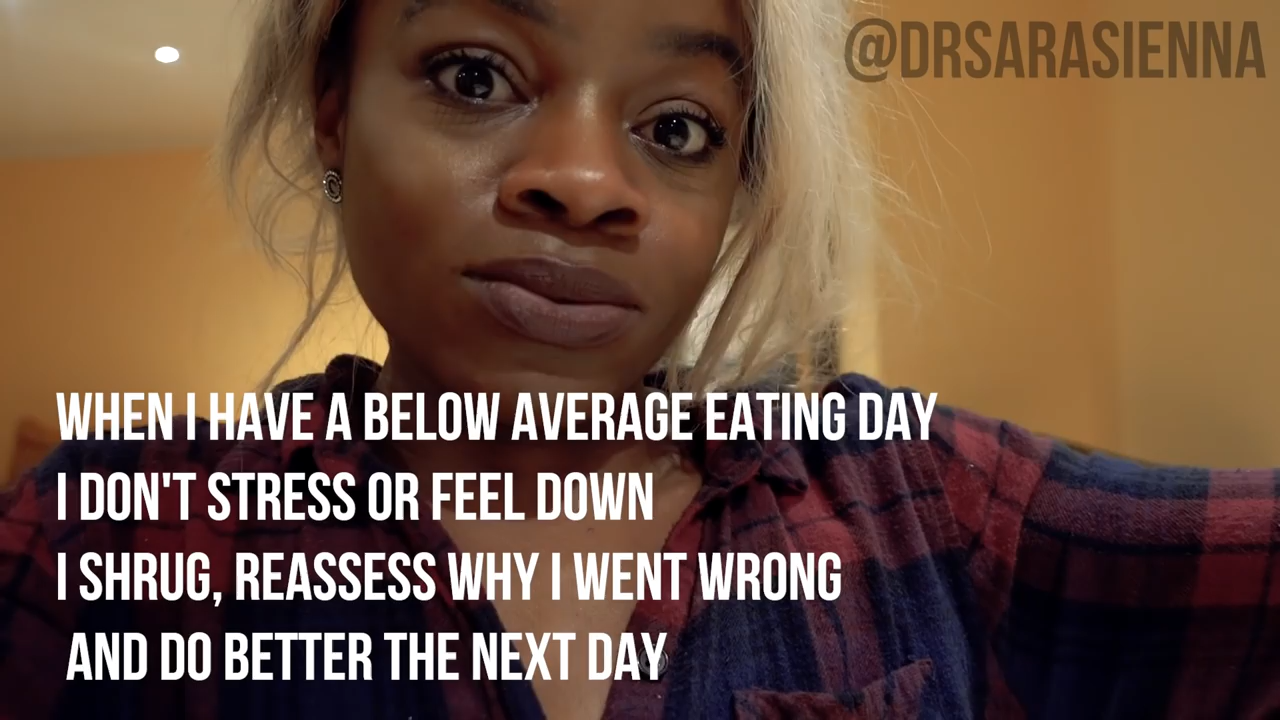 @DRSARASIENNA
WHEN I HAVE A BELOW AVERAGE EATING DAY
I DON'T STRESS OR FEEL DOWN
I SHRUG, REASSESS WHY I WENT WRONG
AND DO BETTER THE NEXT DAY